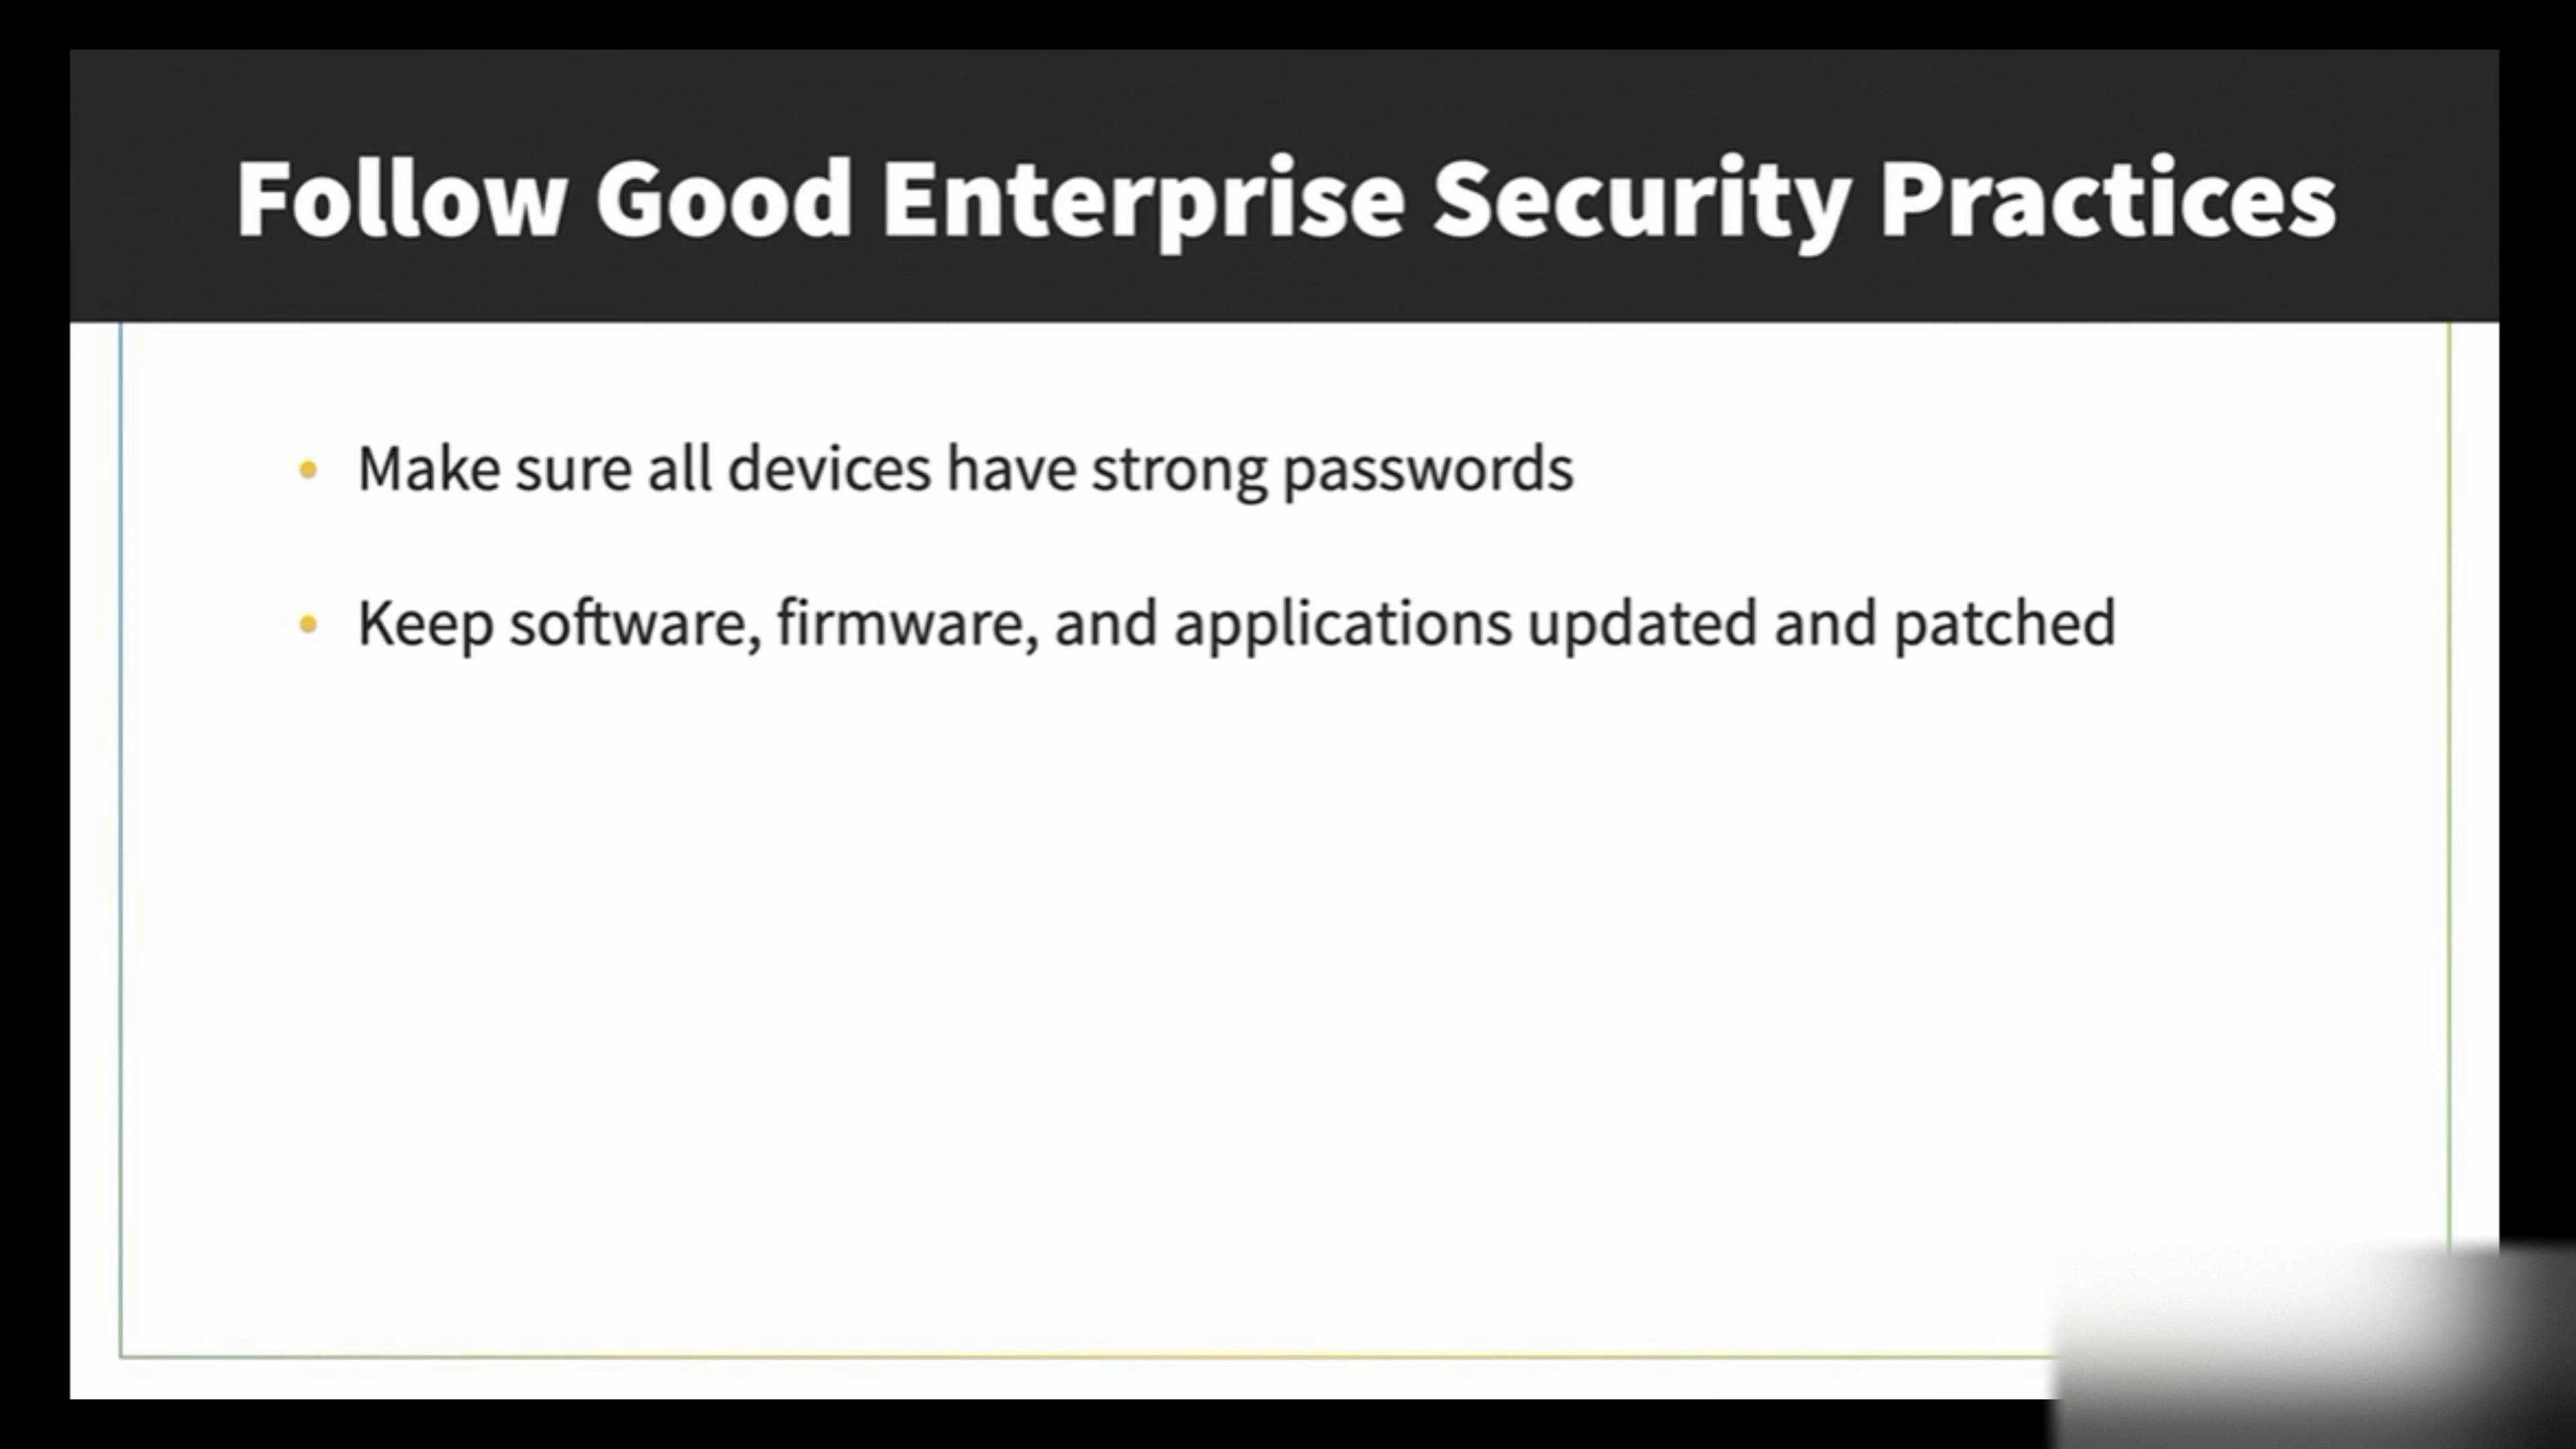 Follow Good Enterprise Security Practices
Make sure all devices have strong passwords
Keep software, firmware, and applications updated and patched